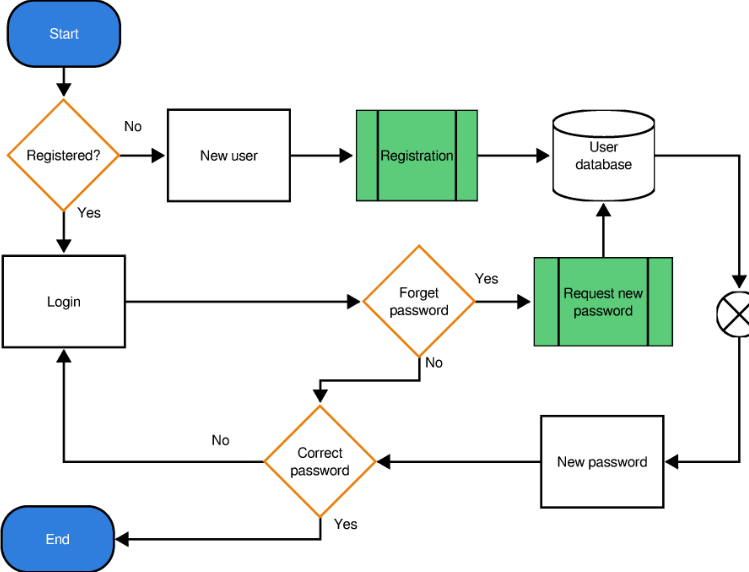 Start
No
Registered?
New user
Registration
User
database
Yes
Login
Forget
password
Yes
Request new
password
No
No
Correct
password
New password
Yes
End